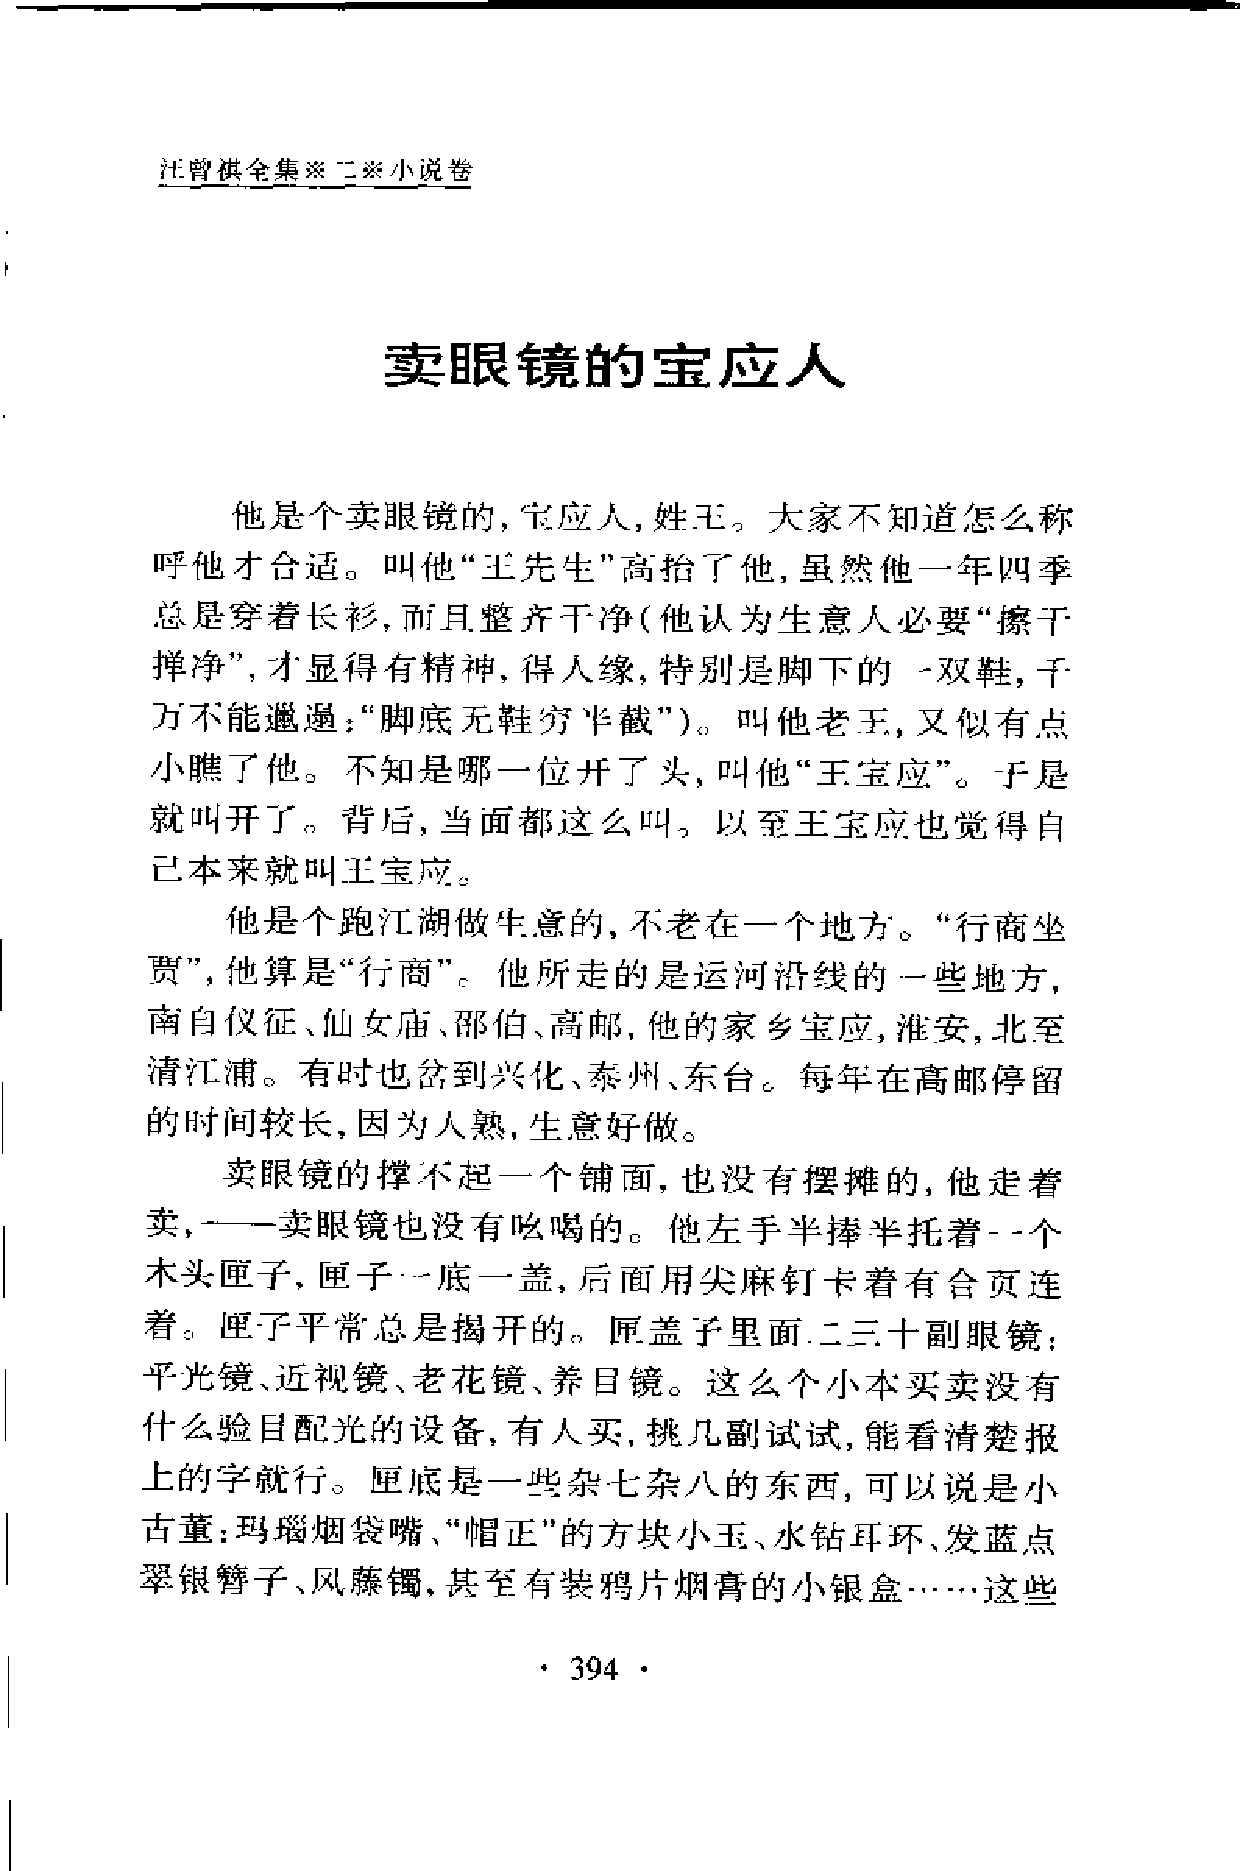 汪曾祺全集※二※小说卷
卖眼镜的宝应人
他是个卖眼镜的,宝应人,姓王。大家不知道怎么称
呼他才合适。叫他“王先生”高抬了他,虽然他一年四季
总是穿着长衫,而且整齐干净(他认为生意人必要“擦干
掸净”,才显得有精神,得人缘,特别是脚下的一双鞋,千
万不能邋遢:“脚底无鞋穷半截”)。叫他老王,又似有点
小瞧了他。不知是哪一位开了头,叫他“王宝应”。于是
就叫开了。背后,当面都这么叫。以至王宝应也觉得自
己本来就叫王宝应。
他是个跑江湖做生意的,不老在一个地方。“行商坐
贾”,他算是“行商”。他所走的是运河沿线的一些地方,
南自仪征、仙女庙、邵伯、高邮,他的家乡宝应,淮安,北至
清江浦。有时也岔到兴化、泰州、东台。每年在高邮停留
的时间较长,因为人熟,生意好做。
卖眼镜的撑不起一个铺面,也没有摆摊的,他走着
卖,——卖眼镜也没有吆喝的。他左手半捧半托着一个
木头匣子,匣子一底一盖,后面用尖麻钉卡着有合页连
着。匣子平常总是揭开的。匣盖子里面二三十副眼镜:
平光镜、近视镜、老花镜、养目镜。这么个小本买卖没有
什么验目配光的设备,有人买,挑几副试试,能看清楚报
上的字就行。匣底是一些杂七杂八的东西,可以说是小
古董:玛瑙烟袋嘴、“帽正”的方块小玉、水钻耳环、发蓝点
翠银簪子、风藤镯,甚至有装鸦片烟膏的小银盒……这些
· 394 ·